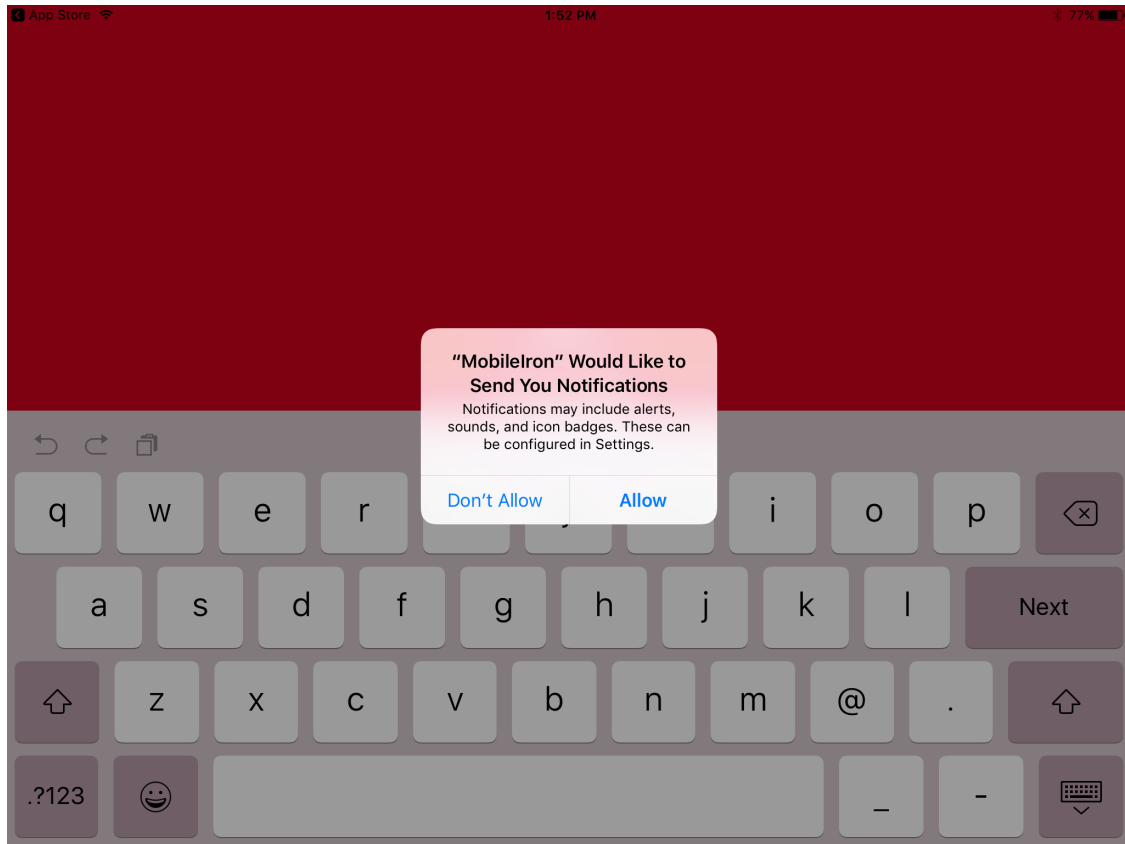 App Store 1:52 PM 77%
“MobileIron” Would Like to
Send You Notifications
Notifications may include alerts,
sounds, and icon badges. These can
be configured in Settings.
Don’t Allow Allow
q w e r i o p
a s d f g h j k l Next
z x c v b n m @ .
.?123 _ -